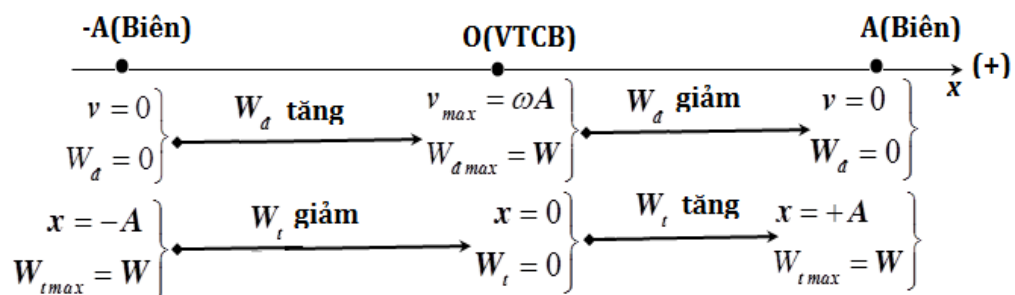 -A(Biên) O(VTCB) A(Biên)
(+)
x
v = 0 W_đ tăng v_max = ωA W_đ giảm v = 0
W_đ = 0 W_đmax = W W_đ = 0
x = −A W_t giảm x = 0 W_t tăng x = +A
W_tmax = W W_t = 0 W_tmax = W